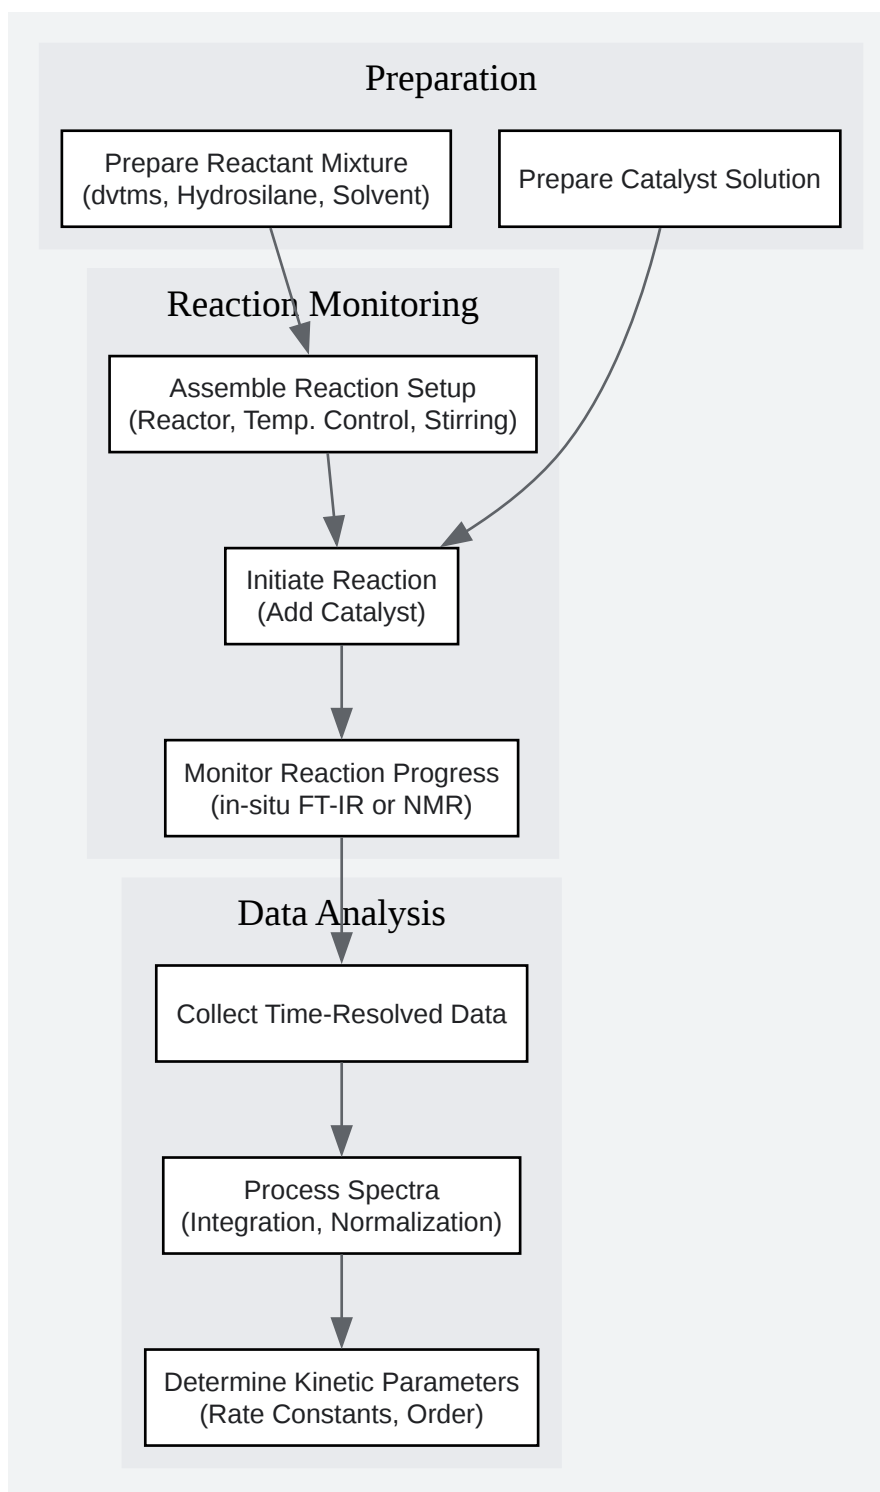 Preparation
Prepare Reactant Mixture
(dvtms, Hydrosilane, Solvent)
Prepare Catalyst Solution
Reaction Monitoring
Assemble Reaction Setup
(Reactor, Temp. Control, Stirring)
Initiate Reaction
(Add Catalyst)
Monitor Reaction Progress
(in-situ FT-IR or NMR)
Data Analysis
Collect Time-Resolved Data
Process Spectra
(Integration, Normalization)
Determine Kinetic Parameters
(Rate Constants, Order)